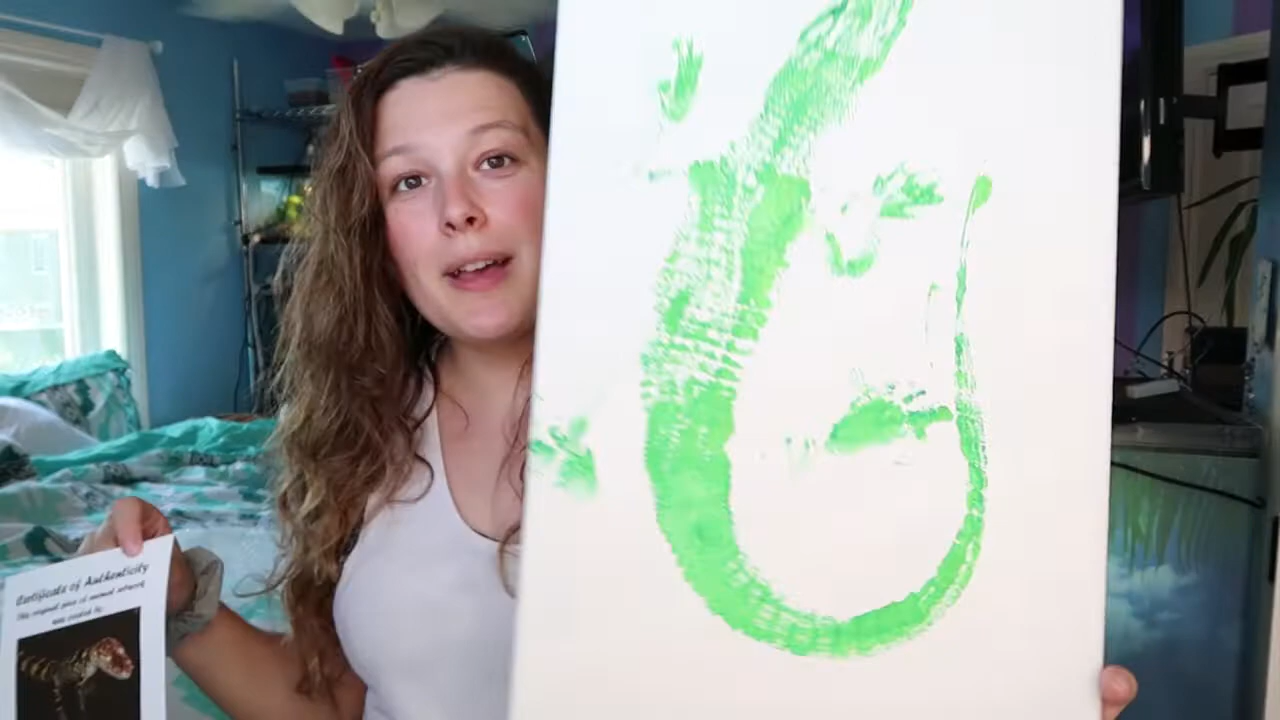 Certificate of Authenticity
This original piece of animal artwork
was created by: